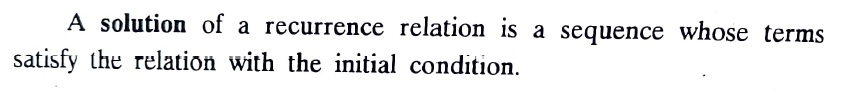 A solution of a recurrence relation is a sequence whose terms
satisfy the relation with the initial condition.